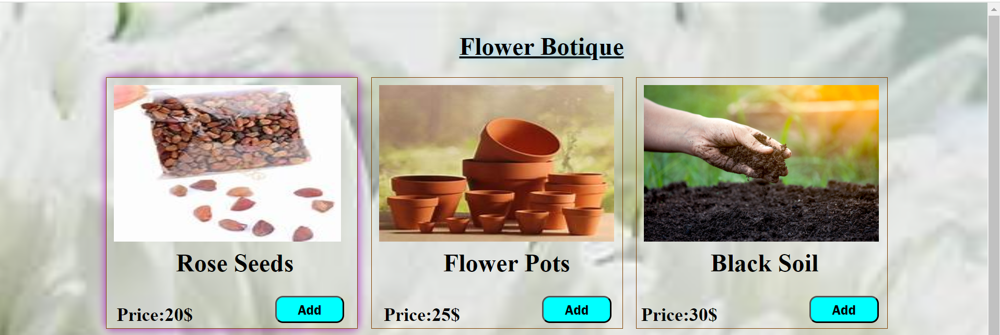 Flower Botique
Rose Seeds
Flower Pots
Black Soil
Price:20$
Add
Price:25$
Add
Price:30$
Add